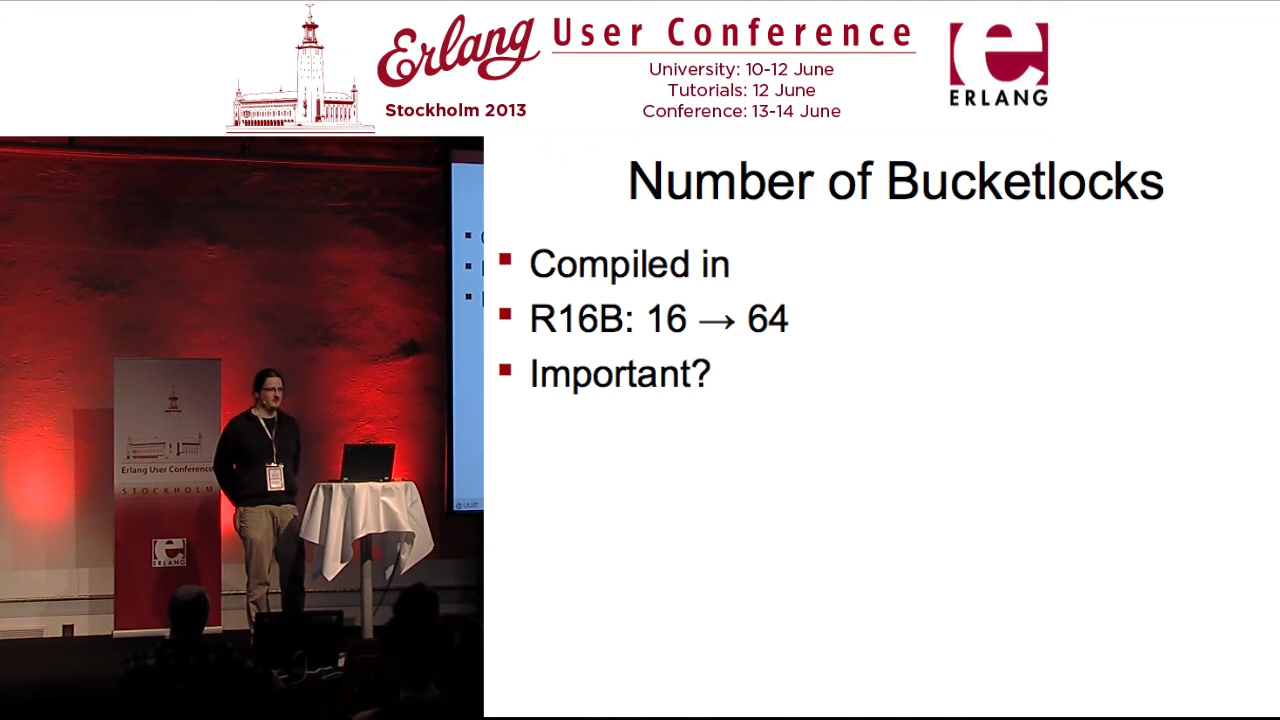 Erlang User Conference
Stockholm 2013
University: 10-12 June
Tutorials: 12 June
Conference: 13-14 June
ERLANG
Number of Bucketlocks
Compiled in
R16B: 16 → 64
Important?
Erlang User Conference
STOCKHOLM
ERLANG